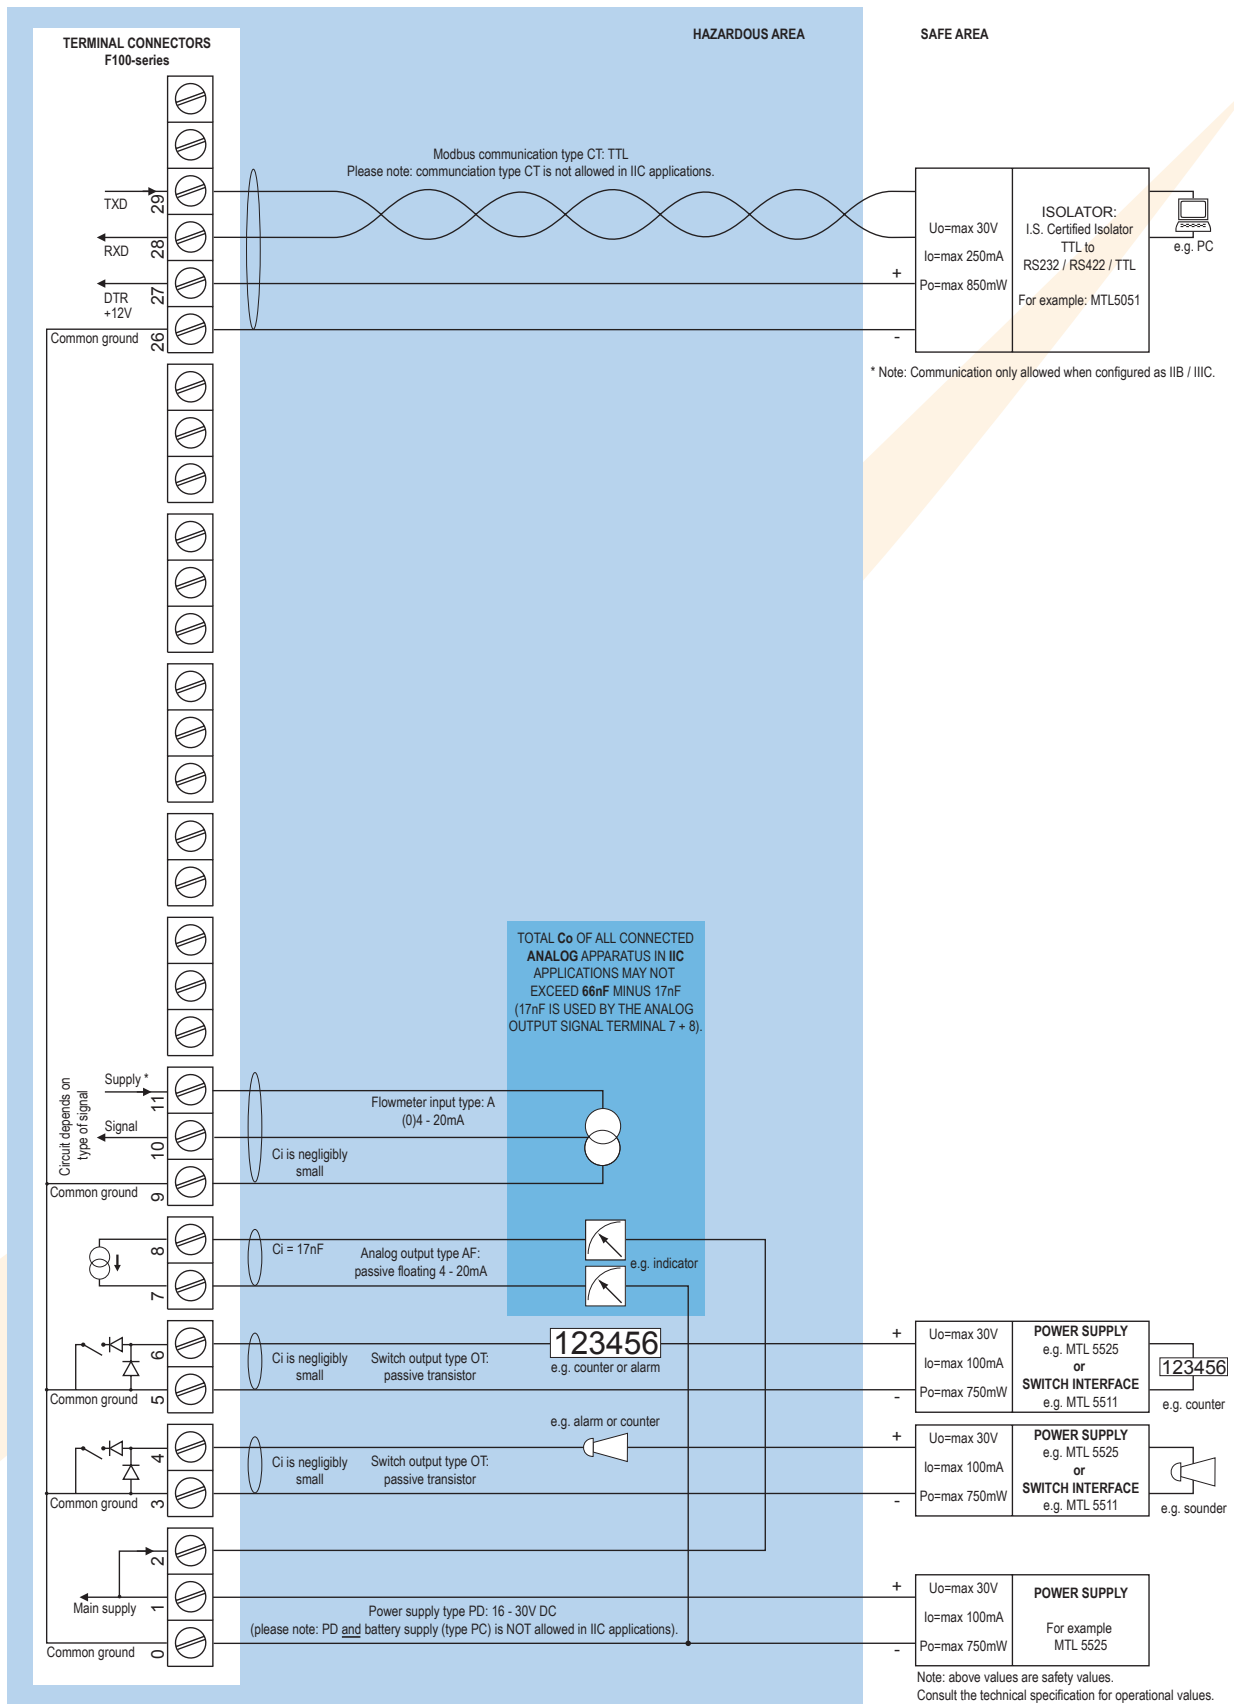 TERMINAL CONNECTORS
F100-series
HAZARDOUS AREA
SAFE AREA
Modbus communication type CT: TTL
Please note: communciation type CT is not allowed in IIC applications.
TXD
29
RXD
28
DTR
+12V
27
Common ground
26
+
-
Uo=max 30V
Io=max 250mA
Po=max 850mW
ISOLATOR:
I.S. Certified Isolator
TTL to
RS232 / RS422 / TTL
For example: MTL5051
e.g. PC
* Note: Communication only allowed when configured as IIB / IIIC.
TOTAL Co OF ALL CONNECTED
ANALOG APPARATUS IN IIC
APPLICATIONS MAY NOT
EXCEED 66nF MINUS 17nF
(17nF IS USED BY THE ANALOG
OUTPUT SIGNAL TERMINAL 7 + 8).
Circuit depends on
type of signal
Supply *
11
Signal
10
Common ground
9
Flowmeter input type: A
(0)4 - 20mA
Ci is negligibly
small
8
7
Ci = 17nF
Analog output type AF:
passive floating 4 - 20mA
e.g. indicator
6
Common ground
5
Ci is negligibly
small
Switch output type OT:
passive transistor
123456
e.g. counter or alarm
+
-
Uo=max 30V
Io=max 100mA
Po=max 750mW
POWER SUPPLY
e.g. MTL 5525
or
SWITCH INTERFACE
e.g. MTL 5511
123456
e.g. counter
4
Common ground
3
Ci is negligibly
small
Switch output type OT:
passive transistor
e.g. alarm or counter
+
-
Uo=max 30V
Io=max 100mA
Po=max 750mW
POWER SUPPLY
e.g. MTL 5525
or
SWITCH INTERFACE
e.g. MTL 5511
e.g. sounder
2
Main supply
1
Common ground
0
Power supply type PD: 16 - 30V DC
(please note: PD and battery supply (type PC) is NOT allowed in IIC applications).
+
-
Uo=max 30V
Io=max 100mA
Po=max 750mW
POWER SUPPLY
For example
MTL 5525
Note: above values are safety values.
Consult the technical specification for operational values.